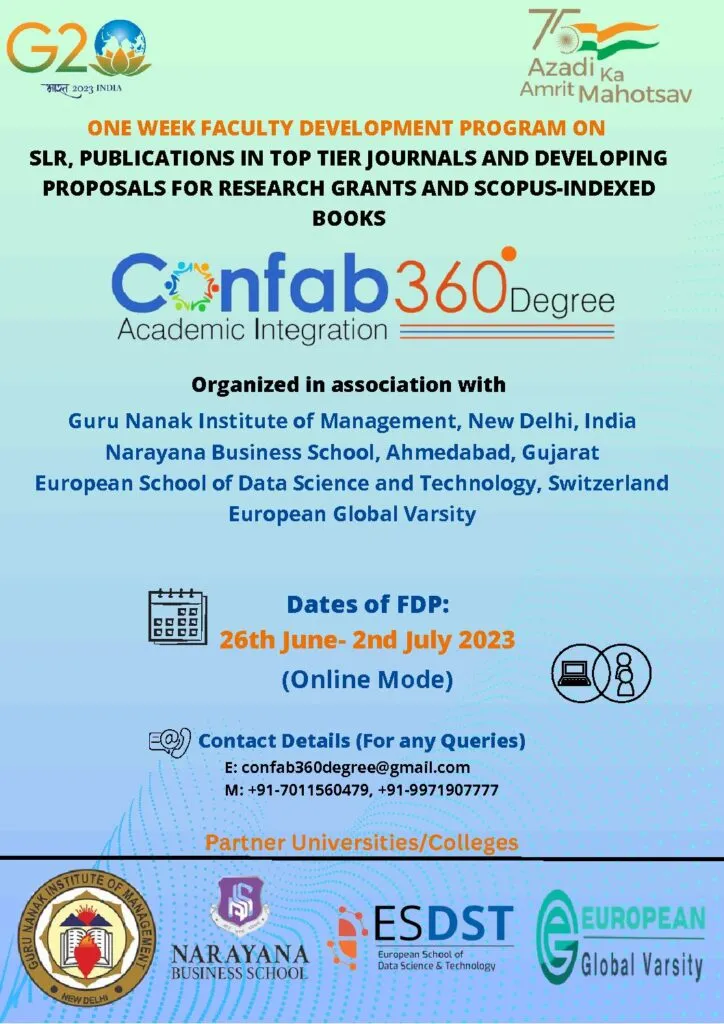 G20
भारत 2023 INDIA
75
Azadi Ka
Amrit Mahotsav
ONE WEEK FACULTY DEVELOPMENT PROGRAM ON
SLR, PUBLICATIONS IN TOP TIER JOURNALS AND DEVELOPING
PROPOSALS FOR RESEARCH GRANTS AND SCOPUS-INDEXED
BOOKS
Confab 360 Degree
Academic Integration
Organized in association with
Guru Nanak Institute of Management, New Delhi, India
Narayana Business School, Ahmedabad, Gujarat
European School of Data Science and Technology, Switzerland
European Global Varsity
Dates of FDP:
26th June- 2nd July 2023
(Online Mode)
Contact Details (For any Queries)
E: confab360degree@gmail.com
M: +91-7011560479, +91-9971907777
Partner Universities/Colleges
GURU NANAK INSTITUTE OF MANAGEMENT
NEW DELHI
NARAYANA
BUSINESS SCHOOL
ESDST
European School of
Data Science & Technology
EUROPEAN
Global Varsity